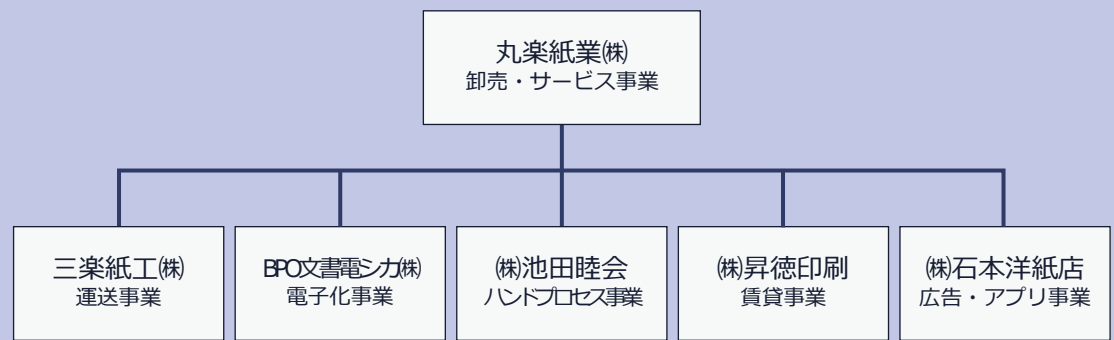 丸楽紙業㈱
卸売・サービス事業
三楽紙工㈱
運送事業
BPO文書電シカ㈱
電子化事業
㈱池田睦会
ハンドプロセス事業
㈱昇徳印刷
賃貸事業
㈱石本洋紙店
広告・アプリ事業